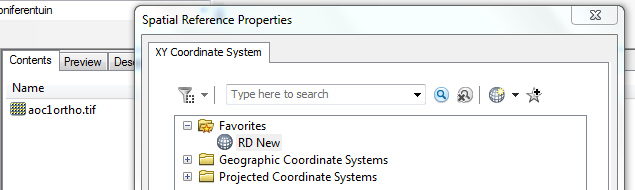 oniferentuin
Spatial Reference Properties
XY Coordinate System
Contents Preview Des
Type here to search
Name
aoc1ortho.tif
Favorites
RD New
Geographic Coordinate Systems
Projected Coordinate Systems